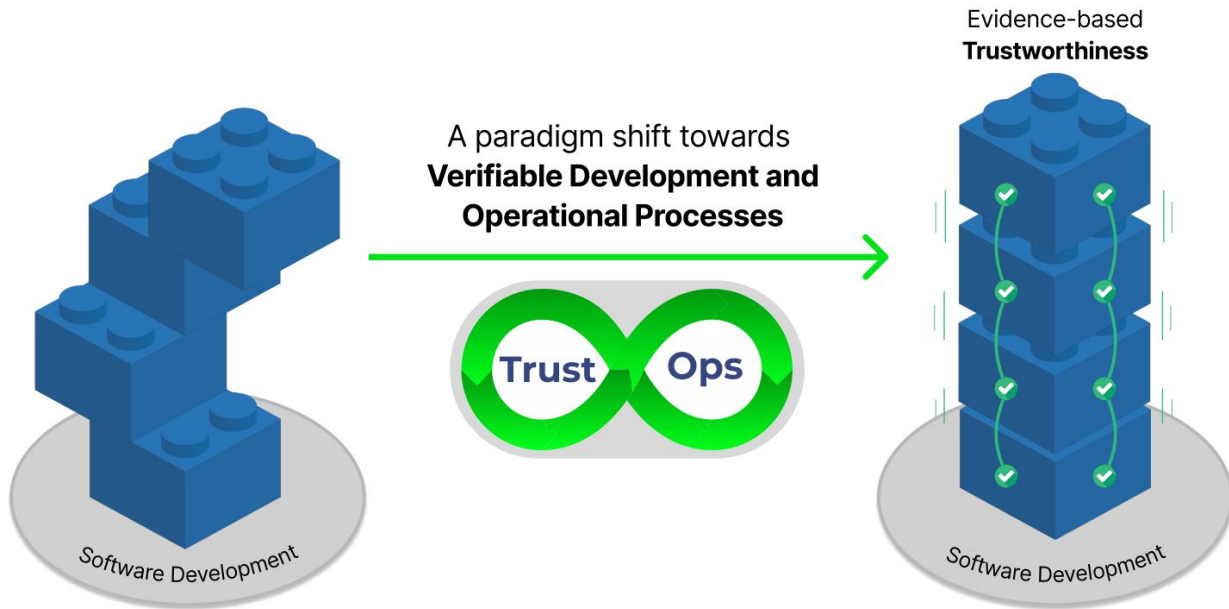 Evidence-based
Trustworthiness
A paradigm shift towards
Verifiable Development and
Operational Processes
Trust Ops
Software Development
Software Development